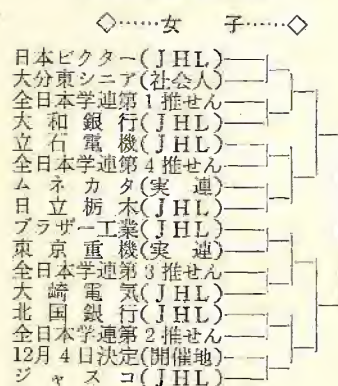 ◇……女　子……◇
日本ビクター(JHL)
大分東シニア(社会人)
全日本学連第1推せん
大和銀行(JHL)
立石電機(JHL)
全日本学連第4推せん
ムネカタ(実連)
日立栃木(JHL)
ブラザー工業(JHL)
東京重機(実連)
全日本学連第3推せん
大崎電気(JHL)
北国銀行(JHL)
全日本学連第2推せん
12月4日決定(開催地)
ジャスコ(JHL)